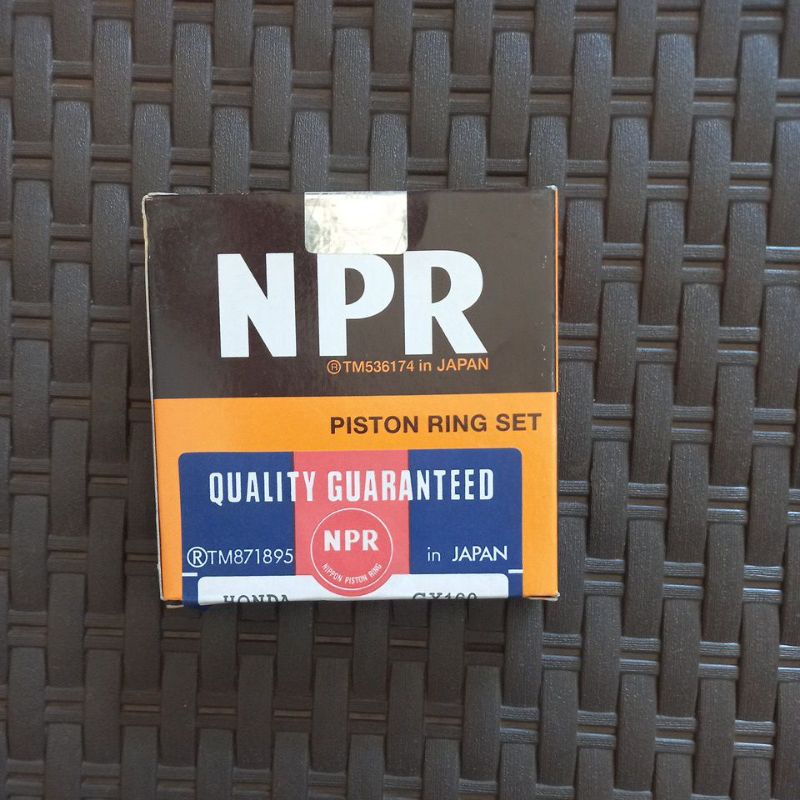 NPR
®TM536174 in JAPAN
PISTON RING SET
QUALITY GUARANTEED
NPR
NIPPON PISTON RING
®TM871895 in JAPAN
HONDA